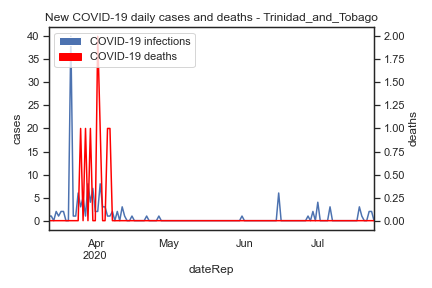 New COVID-19 daily cases and deaths - Trinidad_and_Tobago
COVID-19 infections
COVID-19 deaths
40
35
30
25
20
15
10
5
0
cases
2.00
1.75
1.50
1.25
1.00
0.75
0.50
0.25
0.00
deaths
Apr
2020
May
Jun
Jul
dateRep